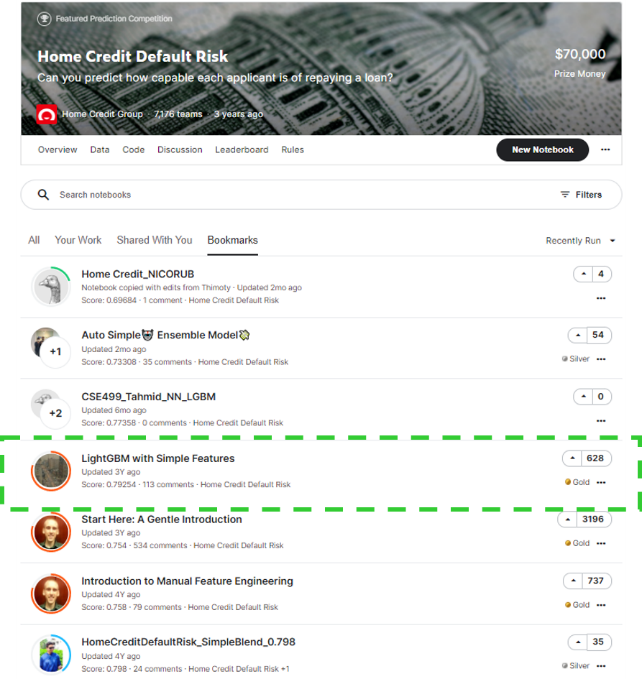 Featured Prediction Competition
Home Credit Default Risk
$70,000
Can you predict how capable each applicant is of repaying a loan?
Prize Money
Home Credit Group · 7,176 teams · 3 years ago
Overview Data Code Discussion Leaderboard Rules New Notebook
Search notebooks Filters
All Your Work Shared With You Bookmarks Recently Run
Home Credit_NICORUB 4
Notebook copied with edits from Thimoty · Updated 2mo ago
Score: 0.69684 · 1 comment · Home Credit Default Risk
Auto Simple🐺 Ensemble Model💸 54
+1
Updated 2mo ago
Score: 0.73308 · 35 comments · Home Credit Default Risk Silver
CSE499_Tahmid_NN_LGBM 0
+2
Updated 6mo ago
Score: 0.77358 · 0 comments · Home Credit Default Risk
LightGBM with Simple Features 628
Updated 3Y ago
Score: 0.79254 · 113 comments · Home Credit Default Risk Gold
Start Here: A Gentle Introduction 3196
Updated 3Y ago
Score: 0.754 · 534 comments · Home Credit Default Risk Gold
Introduction to Manual Feature Engineering 737
Updated 4Y ago
Score: 0.758 · 79 comments · Home Credit Default Risk Gold
HomeCreditDefaultRisk_SimpleBlend_0.798 35
Updated 4Y ago
Score: 0.798 · 24 comments · Home Credit Default Risk +1 Silver